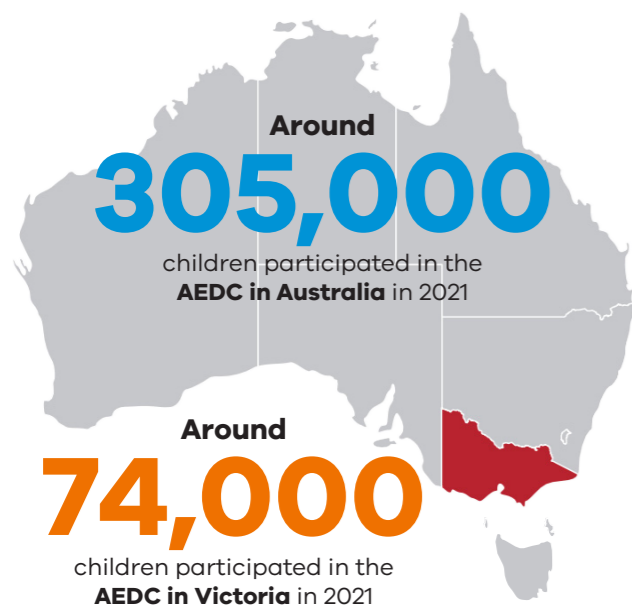 Around
305,000
children participated in the
AEDC in Australia in 2021
Around
74,000
children participated in the
AEDC in Victoria in 2021